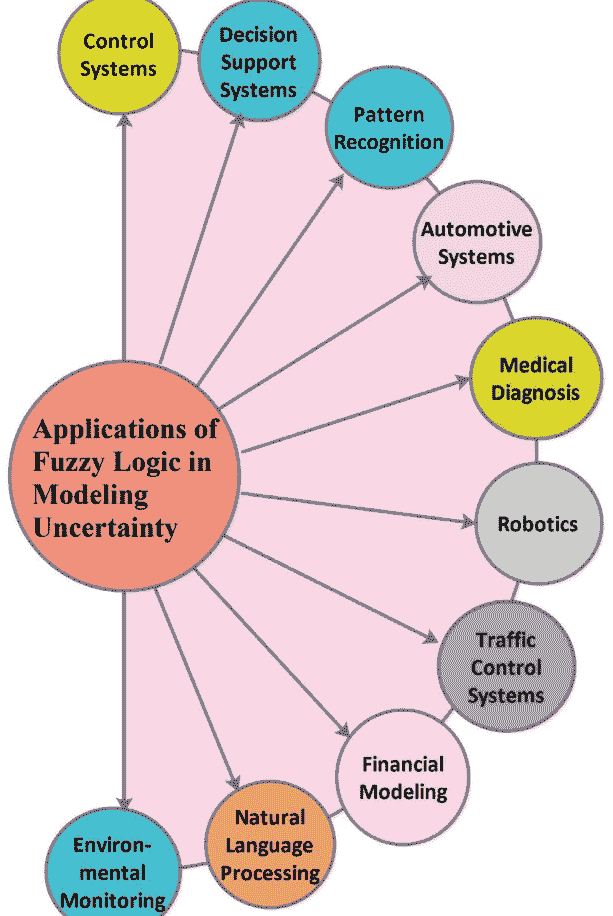 Control
Systems
Decision
Support
Systems
Pattern
Recognition
Automotive
Systems
Medical
Diagnosis
Applications of
Fuzzy Logic in
Modeling
Uncertainty
Robotics
Traffic
Control
Systems
Financial
Modeling
Natural
Language
Processing
Environ-
mental
Monitoring